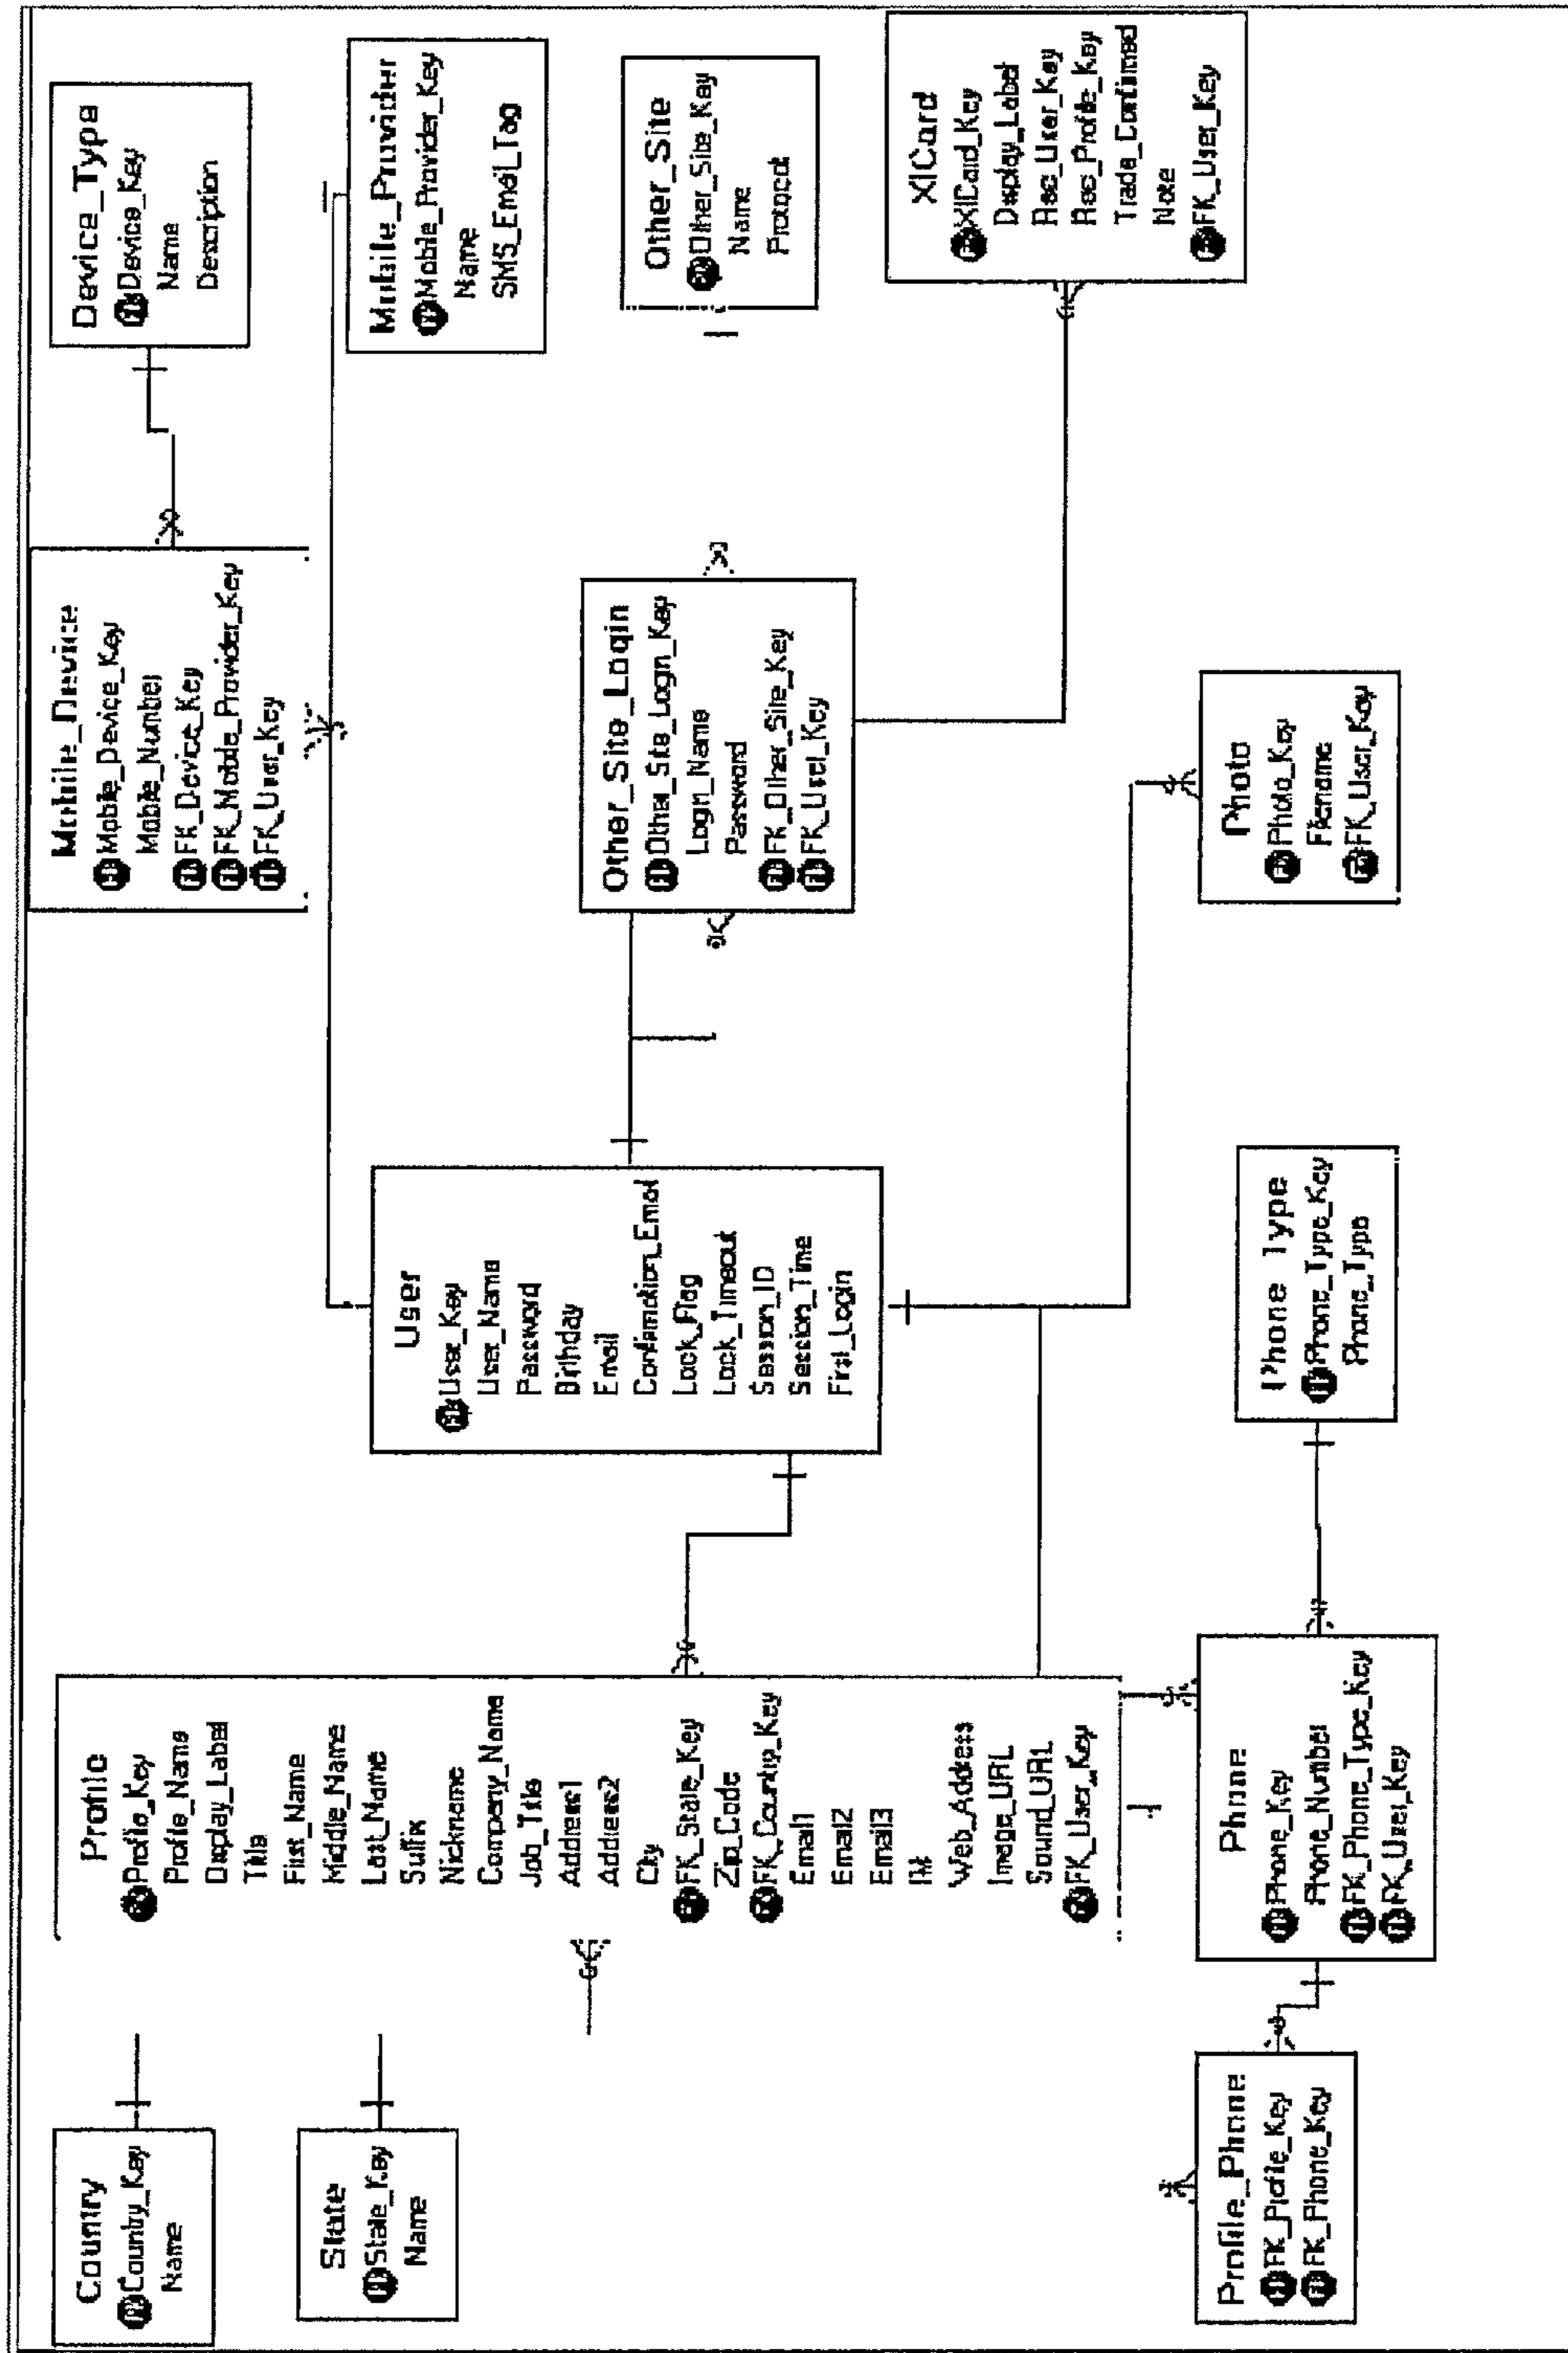 Country
Country_Key
Name
State
State_Key
Name
Profile
Profile_Key
Profile_Name
Display_Label
Title
First_Name
Middle_Name
Last_Name
Suffix
Nickname
Company_Name
Job_Title
Address1
Address2
City
FK_State_Key
Zip_Code
FK_Country_Key
Email1
Email2
Email3
IM
Web_Address
Image_URL
Sound_URL
FK_User_Key
Profile_Phone
FK_Profile_Key
FK_Phone_Key
Phone
Phone_Key
Phone_Number
FK_Phone_Type_Key
FK_User_Key
Phone Type
Phone_Type_Key
Phone_Type
User
User_Key
User_Name
Password
Birthday
Email
Confirmation_Email
Lock_Flag
Lock_Timeout
Session_ID
Session_Time
First_Login
Mobile_Device
Mobile_Device_Key
Mobile_Number
FK_Device_Key
FK_Mobile_Provider_Key
FK_User_Key
Other_Site_Login
Other_Site_Login_Key
Login_Name
Password
FK_Other_Site_Key
FK_User_Key
Photo
Photo_Key
Filename
FK_User_Key
Device_Type
Device_Key
Name
Description
Mobile_Provider
Mobile_Provider_Key
Name
SMS_Email_Tag
Other_Site
Other_Site_Key
Name
Protocol
XICard
XICard_Key
Display_Label
Rec_User_Key
Rec_Profile_Key
Trade_Confirmed
Note
FK_User_Key